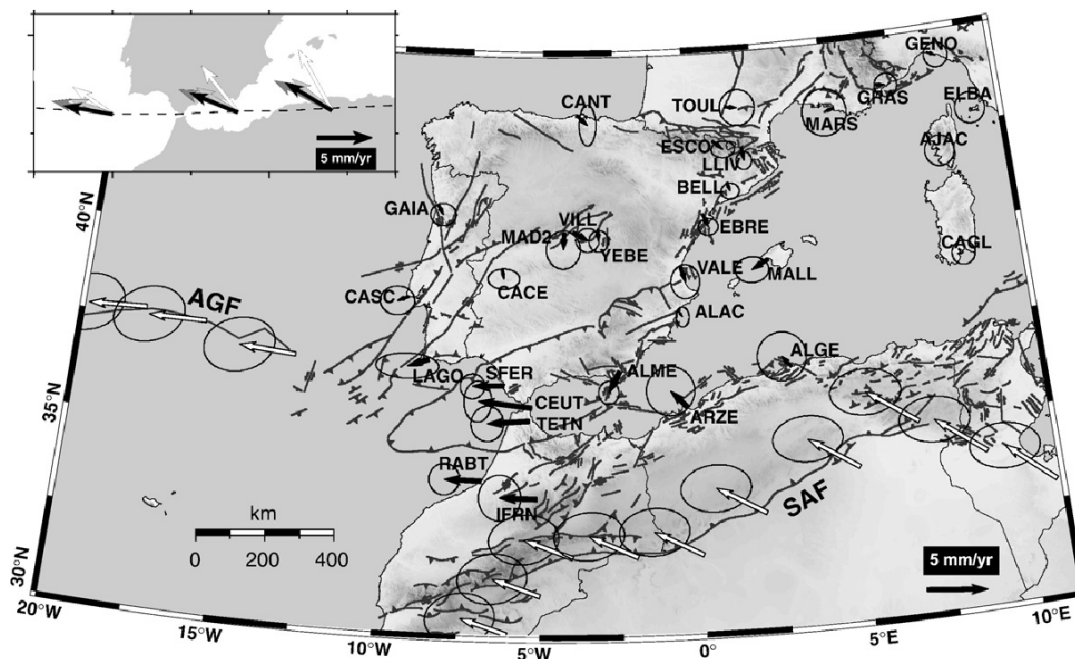 5 mm/yr
GENO
CANT
TOUL
GRAS
ELBA
MARS
ESCO
AJAC
LLIV
BELL
40°N
GAIA
VILL
EBRE
MAD2
YEBE
CAGL
VALE
MALL
CASC
CACE
AGF
ALAC
ALGE
LAGO
SFER
ALME
35°N
CEUT
ARZE
TETN
RABT
SAF
IFRN
km
0 200 400
5 mm/yr
30°N
20°W
15°W
10°W
5°W
0°
5°E
10°E